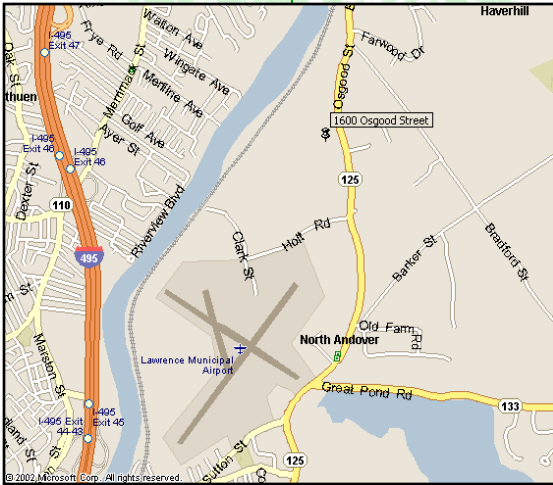 Haverhill
I-495
Exit 47
Oak St
Frye Rd
Walton Ave
Wingate Ave
Merriline Ave
Merrimack St
thuen
Golf Ave
Ayer St
I-495
Exit 46
I-495
Exit 46
Dexter St
110
Riverview Blvd
495
Farwood Dr
Osgood St
1600 Osgood Street
125
Clark St
Holt Rd
Barker St
Bradford St
Old Farm
Rd
North Andover
Lawrence Municipal
Airport
Great Pond Rd
133
Marston St
I-495
Exit 45
I-495 Exit
44-43
Sutton St
125
© 2002 Microsoft Corp. All rights reserved.